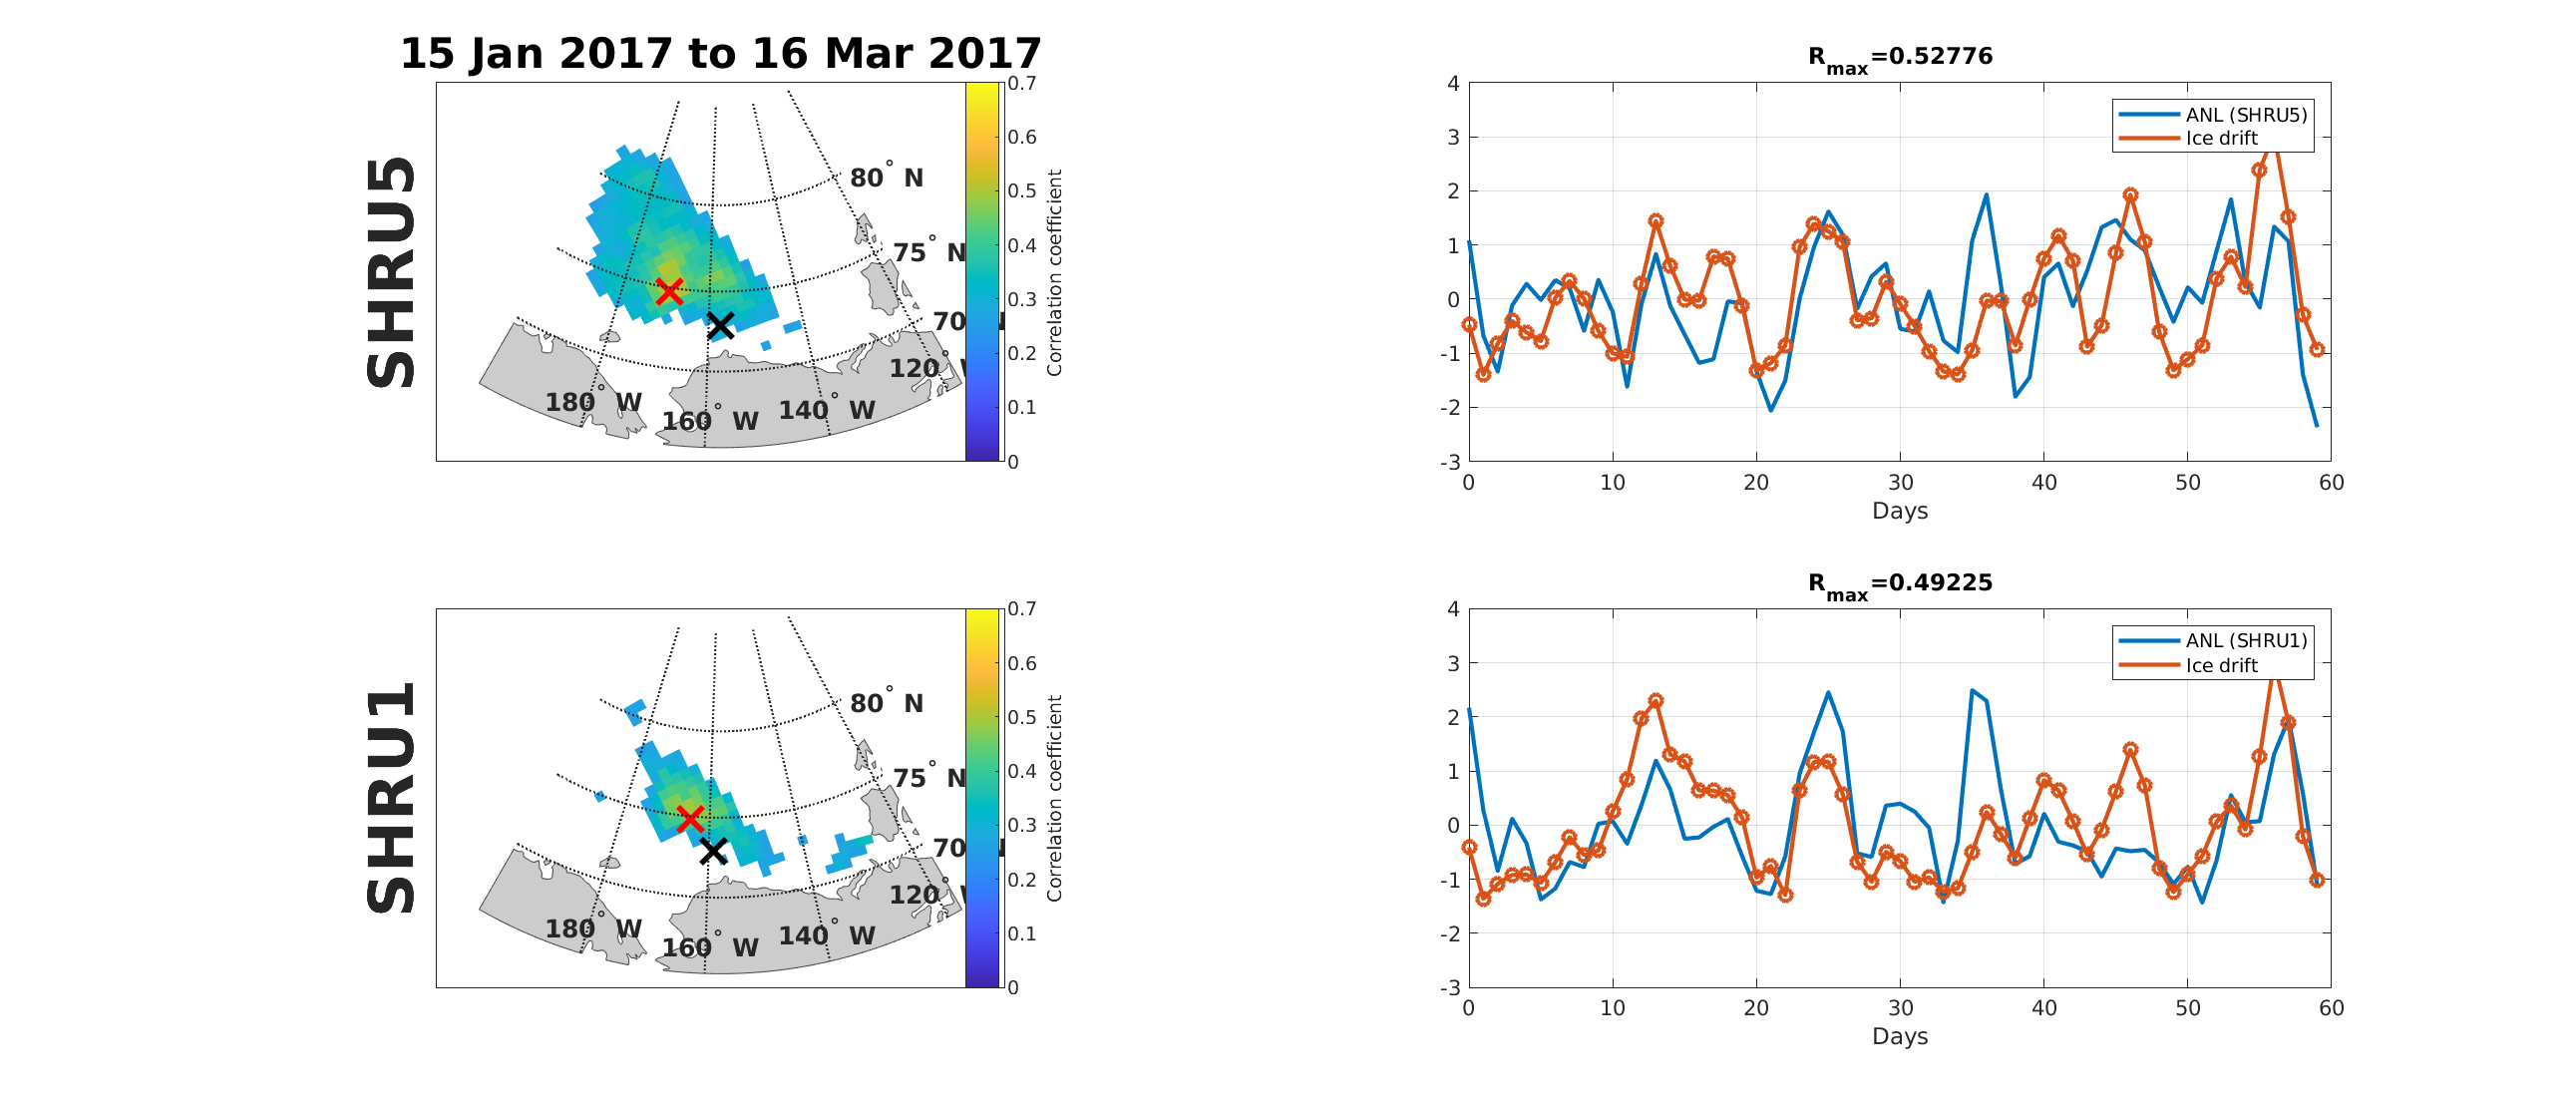 15 Jan 2017 to 16 Mar 2017
SHRU5
80° N
75° N
70
120°
180° W
160° W
140° W
0.7
0.6
0.5
0.4
0.3
0.2
0.1
0
Correlation coefficient
Rmax=0.52776
ANL (SHRU5)
Ice drift
4
3
2
1
0
-1
-2
-3
0 10 20 30 40 50 60
Days
SHRU1
80° N
75° N
70
120°
180° W
160° W
140° W
0.7
0.6
0.5
0.4
0.3
0.2
0.1
0
Correlation coefficient
Rmax=0.49225
ANL (SHRU1)
Ice drift
4
3
2
1
0
-1
-2
-3
0 10 20 30 40 50 60
Days